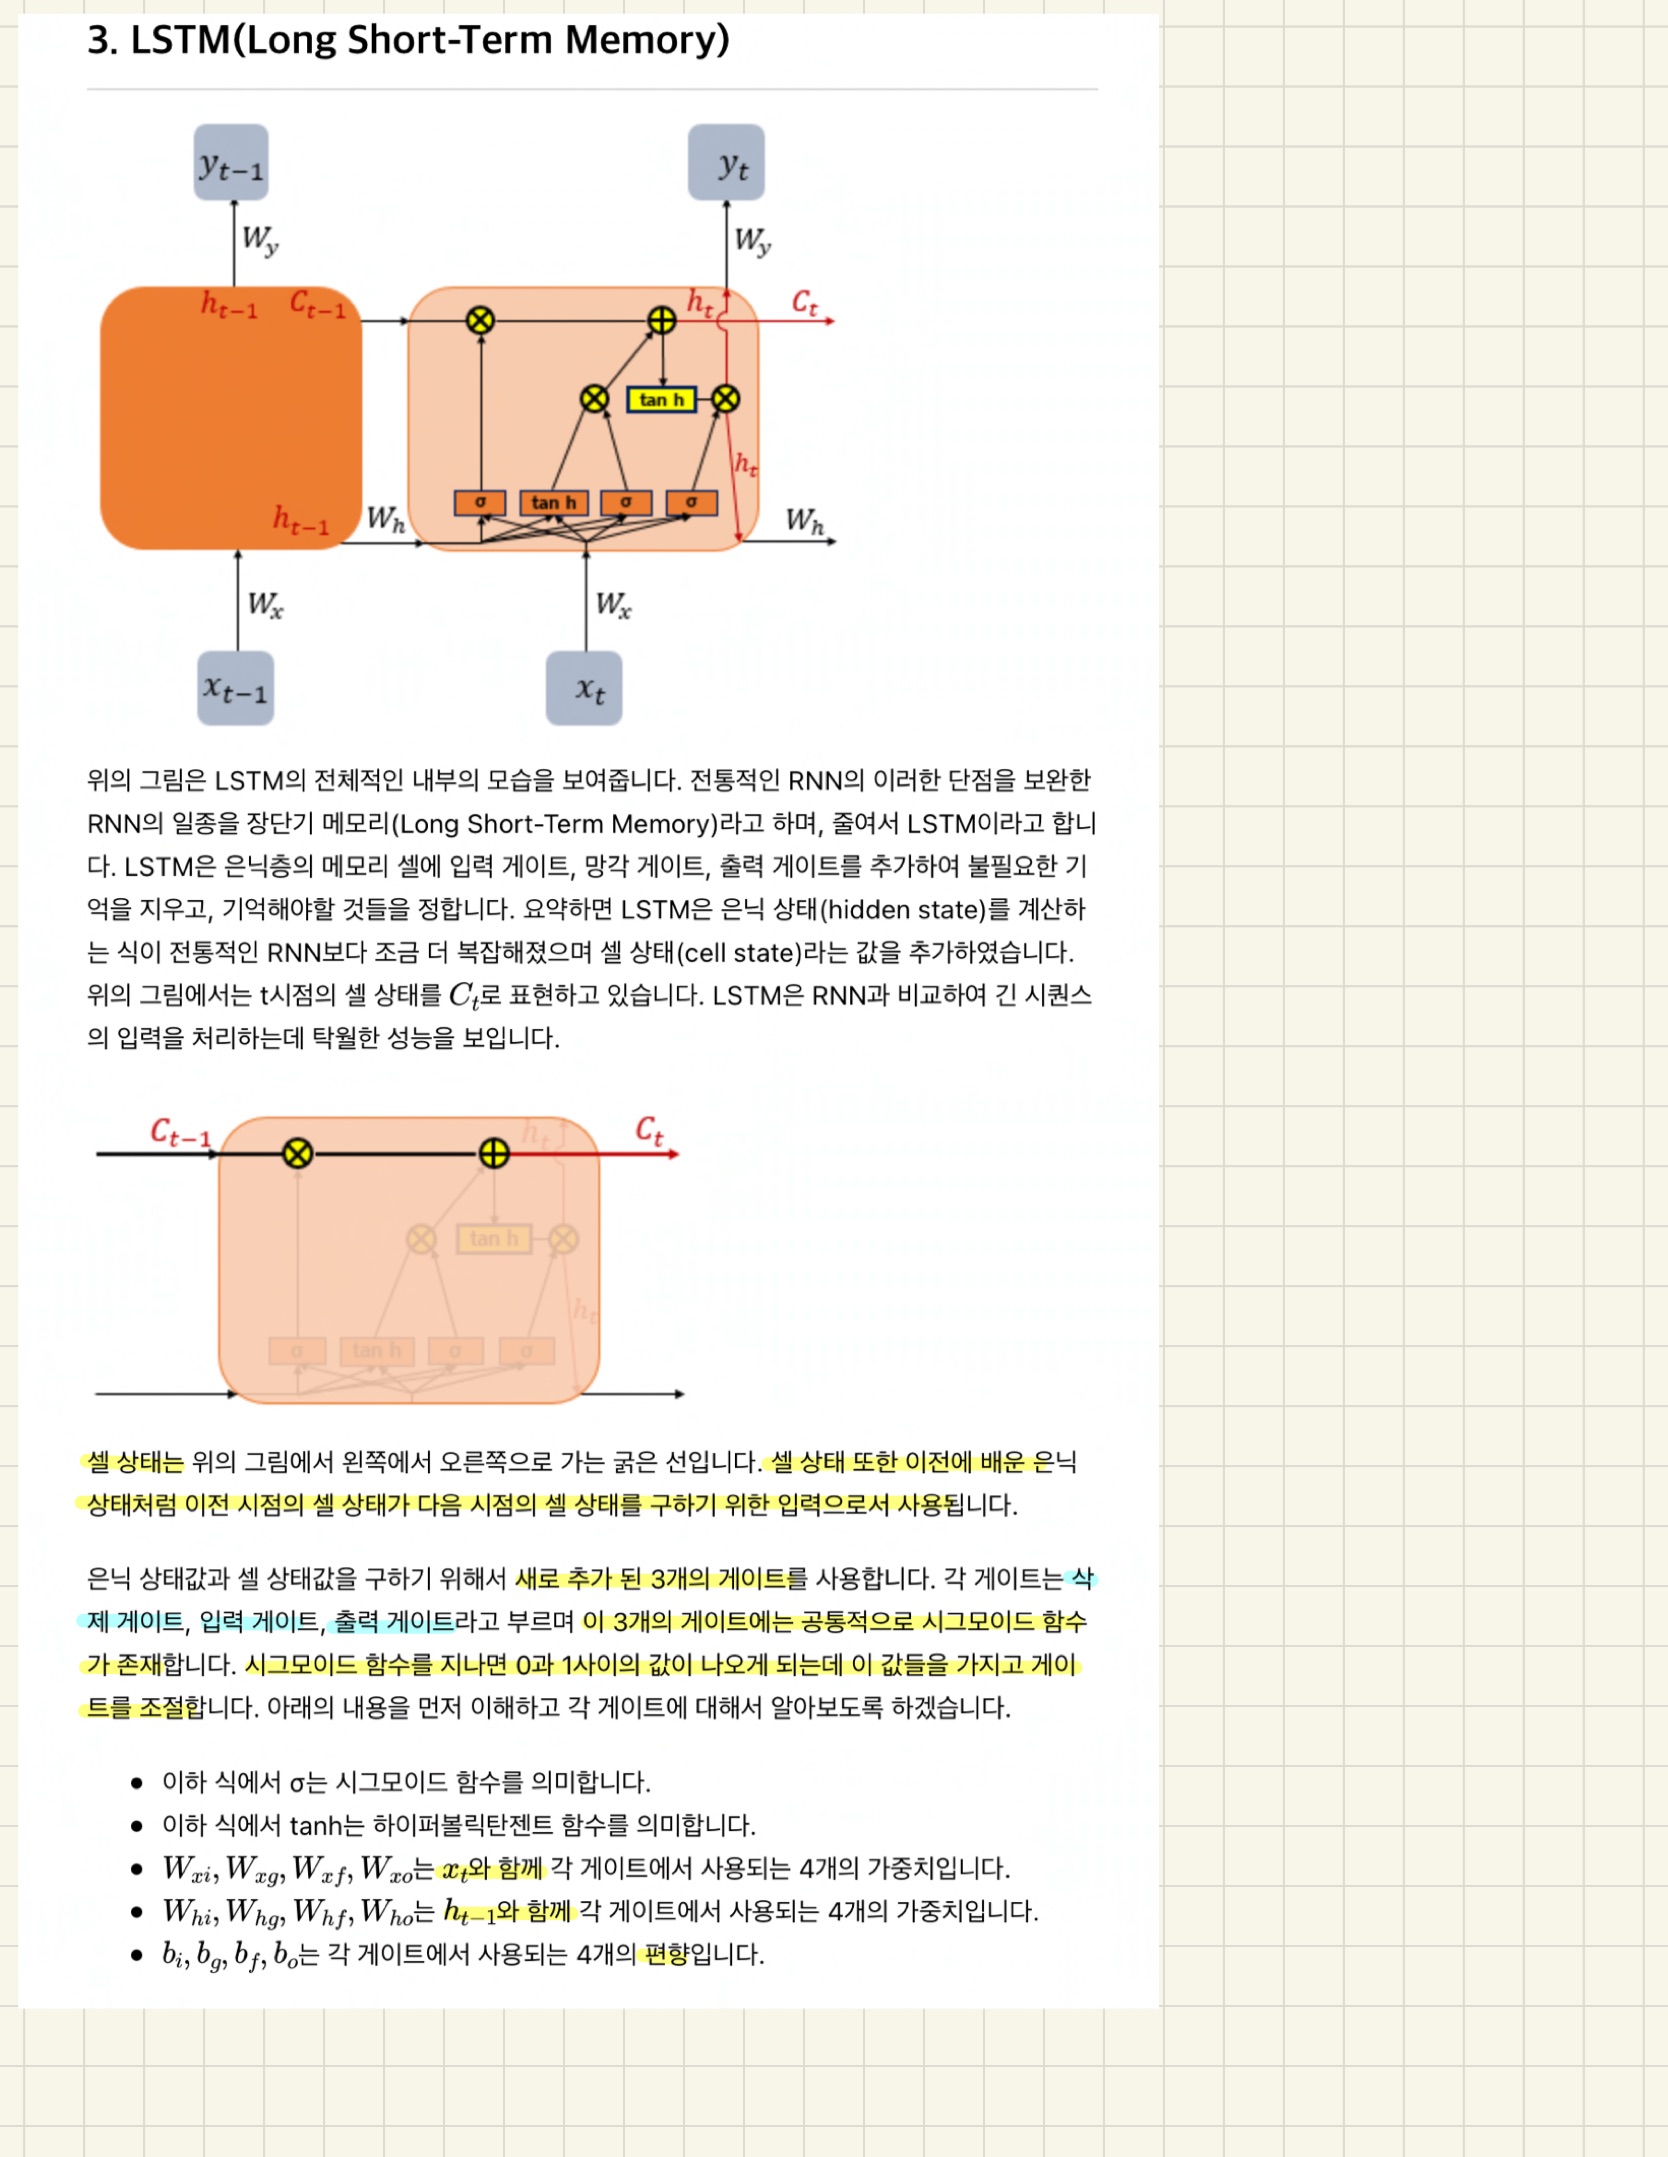 3. LSTM(Long Short-Term Memory)
y_{t-1}
y_t
W_y
W_y
h_{t-1}
C_{t-1}
h_t
C_t
tan h
h_t
σ
tan h
σ
σ
h_{t-1}
W_h
W_h
W_x
W_x
x_{t-1}
x_t
위의 그림은 LSTM의 전체적인 내부의 모습을 보여줍니다. 전통적인 RNN의 이러한 단점을 보완한
RNN의 일종을 장단기 메모리(Long Short-Term Memory)라고 하며, 줄여서 LSTM이라고 합니
다. LSTM은 은닉층의 메모리 셀에 입력 게이트, 망각 게이트, 출력 게이트를 추가하여 불필요한 기
억을 지우고, 기억해야할 것들을 정합니다. 요약하면 LSTM은 은닉 상태(hidden state)를 계산하
는 식이 전통적인 RNN보다 조금 더 복잡해졌으며 셀 상태(cell state)라는 값을 추가하였습니다.
위의 그림에서는 t시점의 셀 상태를 C_t로 표현하고 있습니다. LSTM은 RNN과 비교하여 긴 시퀀스
의 입력을 처리하는데 탁월한 성능을 보입니다.
C_{t-1}
h_t
C_t
tan h
h_t
σ
tan h
σ
σ
셀 상태는 위의 그림에서 왼쪽에서 오른쪽으로 가는 굵은 선입니다. 셀 상태 또한 이전에 배운 은닉
상태처럼 이전 시점의 셀 상태가 다음 시점의 셀 상태를 구하기 위한 입력으로서 사용됩니다.
은닉 상태값과 셀 상태값을 구하기 위해서 새로 추가 된 3개의 게이트를 사용합니다. 각 게이트는 삭
제 게이트, 입력 게이트, 출력 게이트라고 부르며 이 3개의 게이트에는 공통적으로 시그모이드 함수
가 존재합니다. 시그모이드 함수를 지나면 0과 1사이의 값이 나오게 되는데 이 값들을 가지고 게이
트를 조절합니다. 아래의 내용을 먼저 이해하고 각 게이트에 대해서 알아보도록 하겠습니다.
● 이하 식에서 σ는 시그모이드 함수를 의미합니다.
● 이하 식에서 tanh는 하이퍼볼릭탄젠트 함수를 의미합니다.
● W_{xi}, W_{xg}, W_{xf}, W_{xo}는 x_t와 함께 각 게이트에서 사용되는 4개의 가중치입니다.
● W_{hi}, W_{hg}, W_{hf}, W_{ho}는 h_{t-1}와 함께 각 게이트에서 사용되는 4개의 가중치입니다.
● b_i, b_g, b_f, b_o는 각 게이트에서 사용되는 4개의 편향입니다.